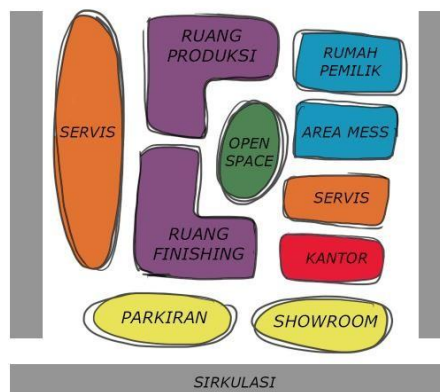 RUANG
PRODUKSI
RUMAH
PEMILIK
SERVIS
OPEN
SPACE
AREA MESS
SERVIS
RUANG
FINISHING
KANTOR
PARKIRAN
SHOWROOM
SIRKULASI